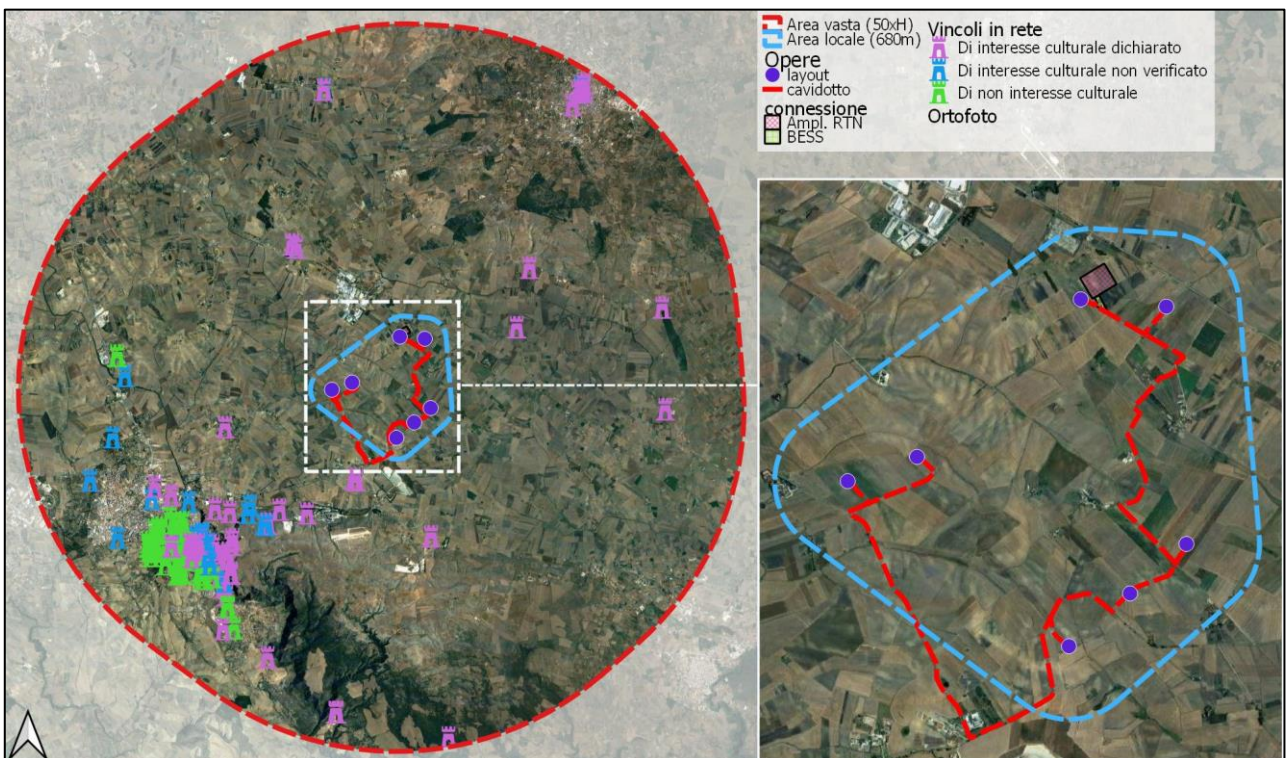 Area vasta (50xH)
Area locale (680m)
Opere
layout
cavidotto
connessione
Ampl. RTN
BESS
Vincoli in rete
Di interesse culturale dichiarato
Di interesse culturale non verificato
Di non interesse culturale
Ortofoto